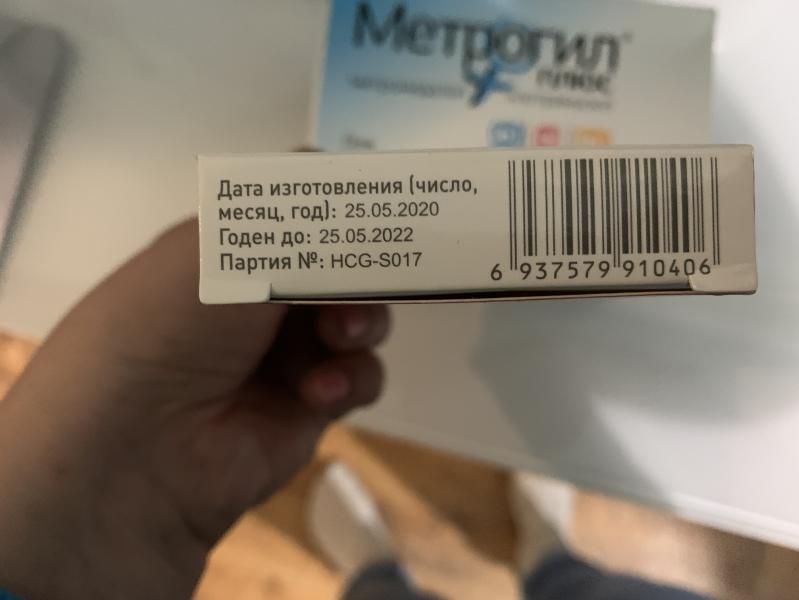 Метрогил
плюс
Дата изготовления (число,
месяц, год): 25.05.2020
Годен до: 25.05.2022
Партия №: HCG-S017
6 937579 910406